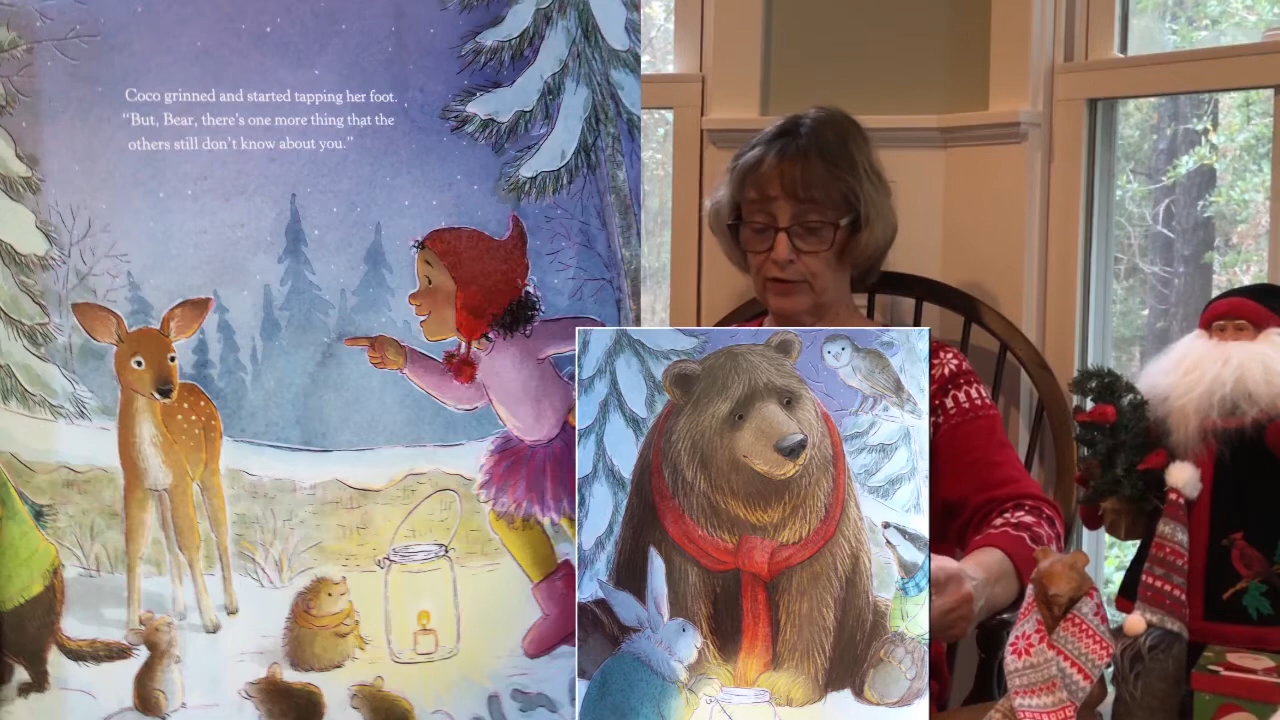 Coco grinned and started tapping her foot.
“But, Bear, there’s one more thing that the
others still don’t know about you.”